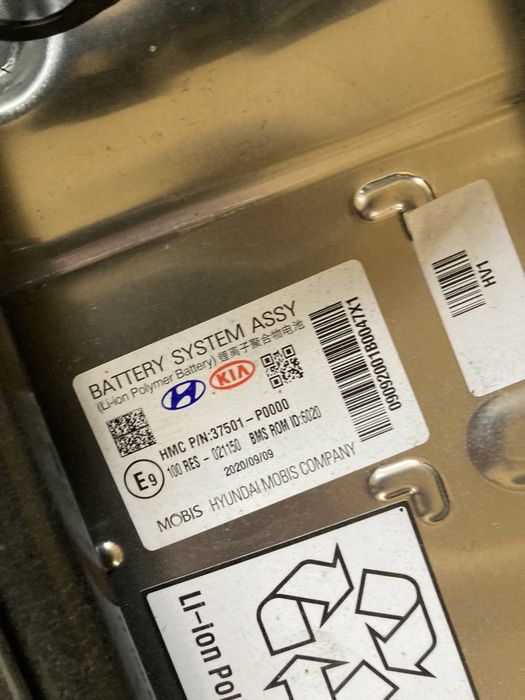 BATTERY SYSTEM ASSY
(Li-ion Polymer Battery) 锂离子聚合物电池
KIA
HMC P/N:37501-P0000
E9
100 RES - 021150 BMS ROM ID:6020
2020/09/09
MOBIS HYUNDAI MOBIS COMPANY
HV1
Li-ion Pol